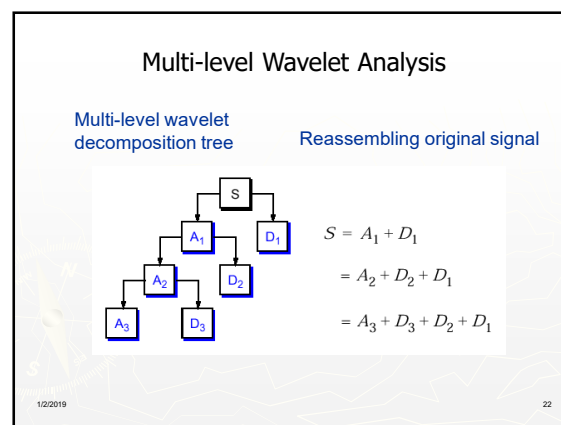 Multi-level Wavelet Analysis
Multi-level wavelet
decomposition tree
Reassembling original signal
S
A₁ D₁
A₂ D₂
A₃ D₃
S = A₁ + D₁
= A₂ + D₂ + D₁
= A₃ + D₃ + D₂ + D₁
N
S
1/2/2019
22